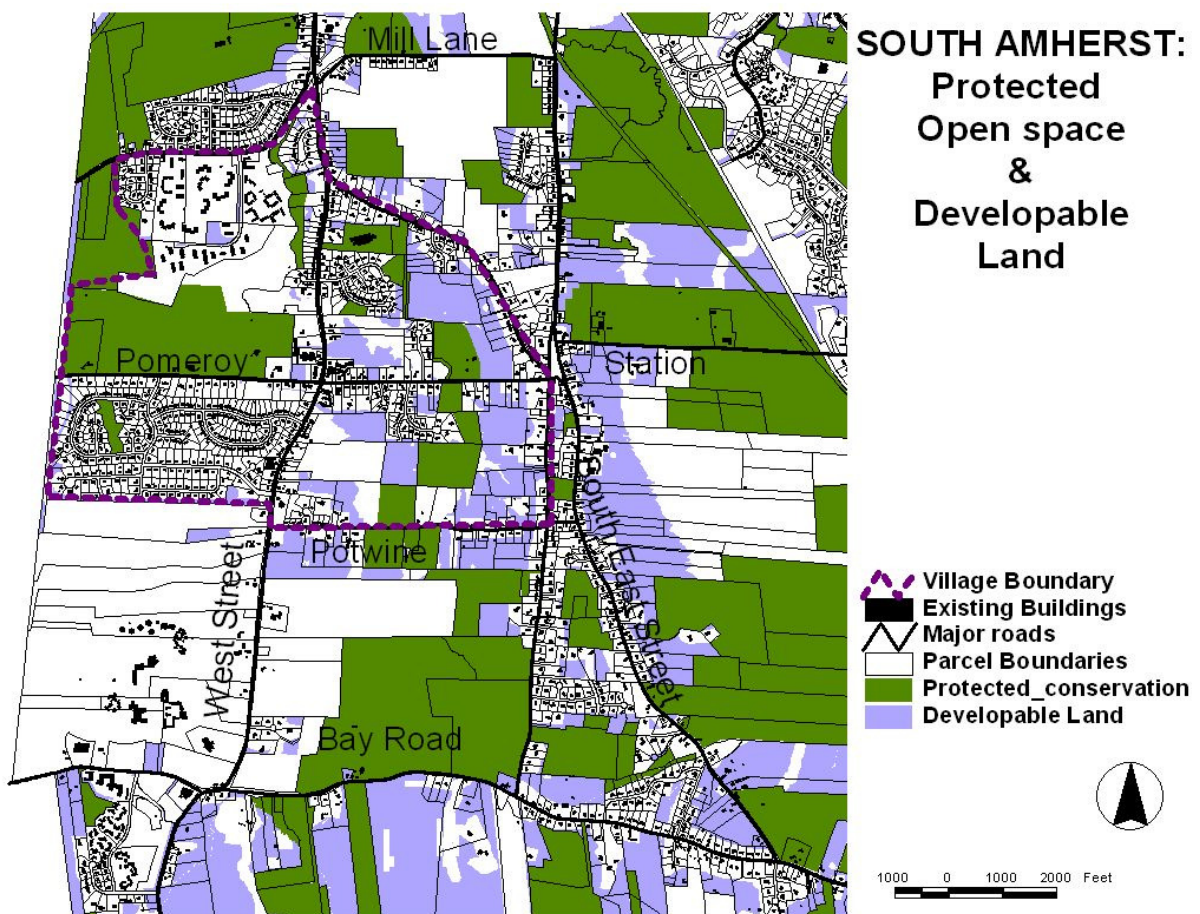 SOUTH AMHERST:
Protected
Open space
&
Developable
Land
Mill Lane
Pomeroy
Station
Potwine
West Street
South East Street
Bay Road
Village Boundary
Existing Buildings
Major roads
Parcel Boundaries
Protected_conservation
Developable Land
1000 0 1000 2000 Feet